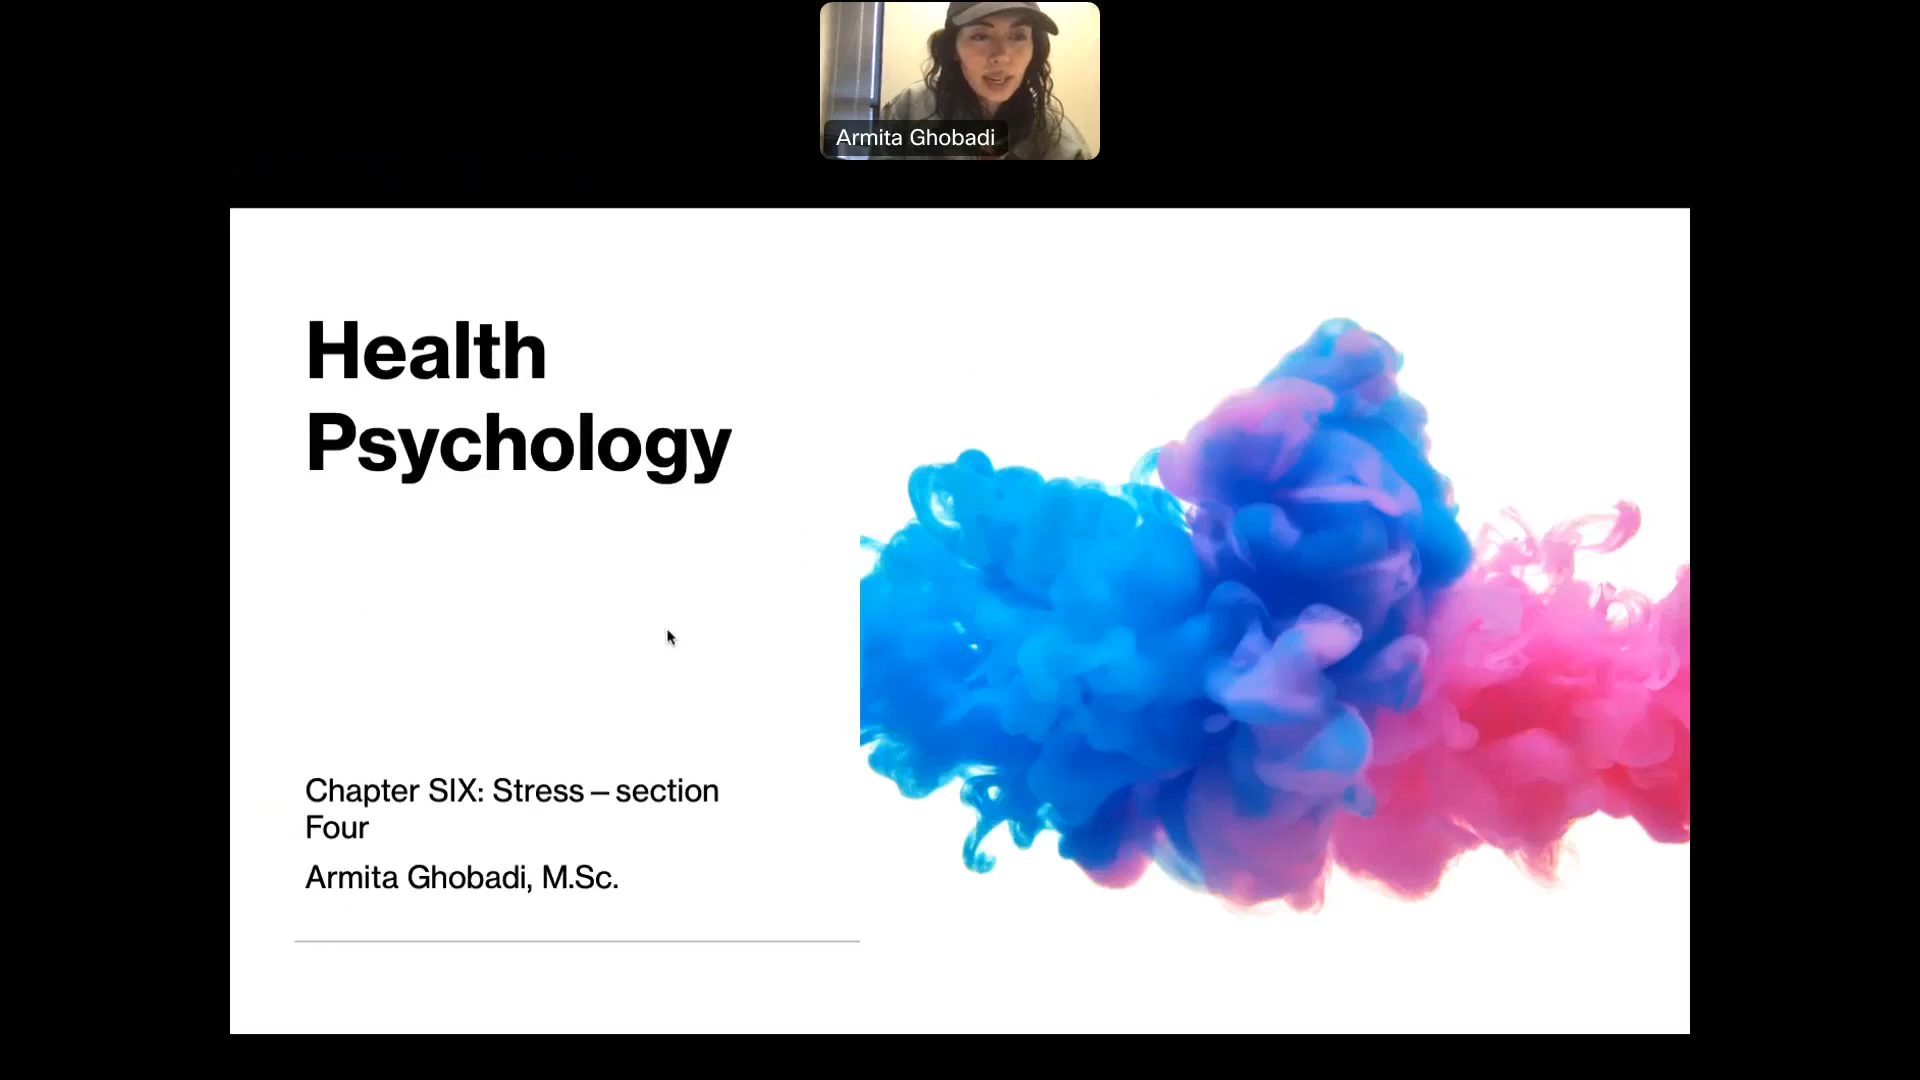 Armita Ghobadi
Health
Psychology
Chapter SIX: Stress – section
Four
Armita Ghobadi, M.Sc.